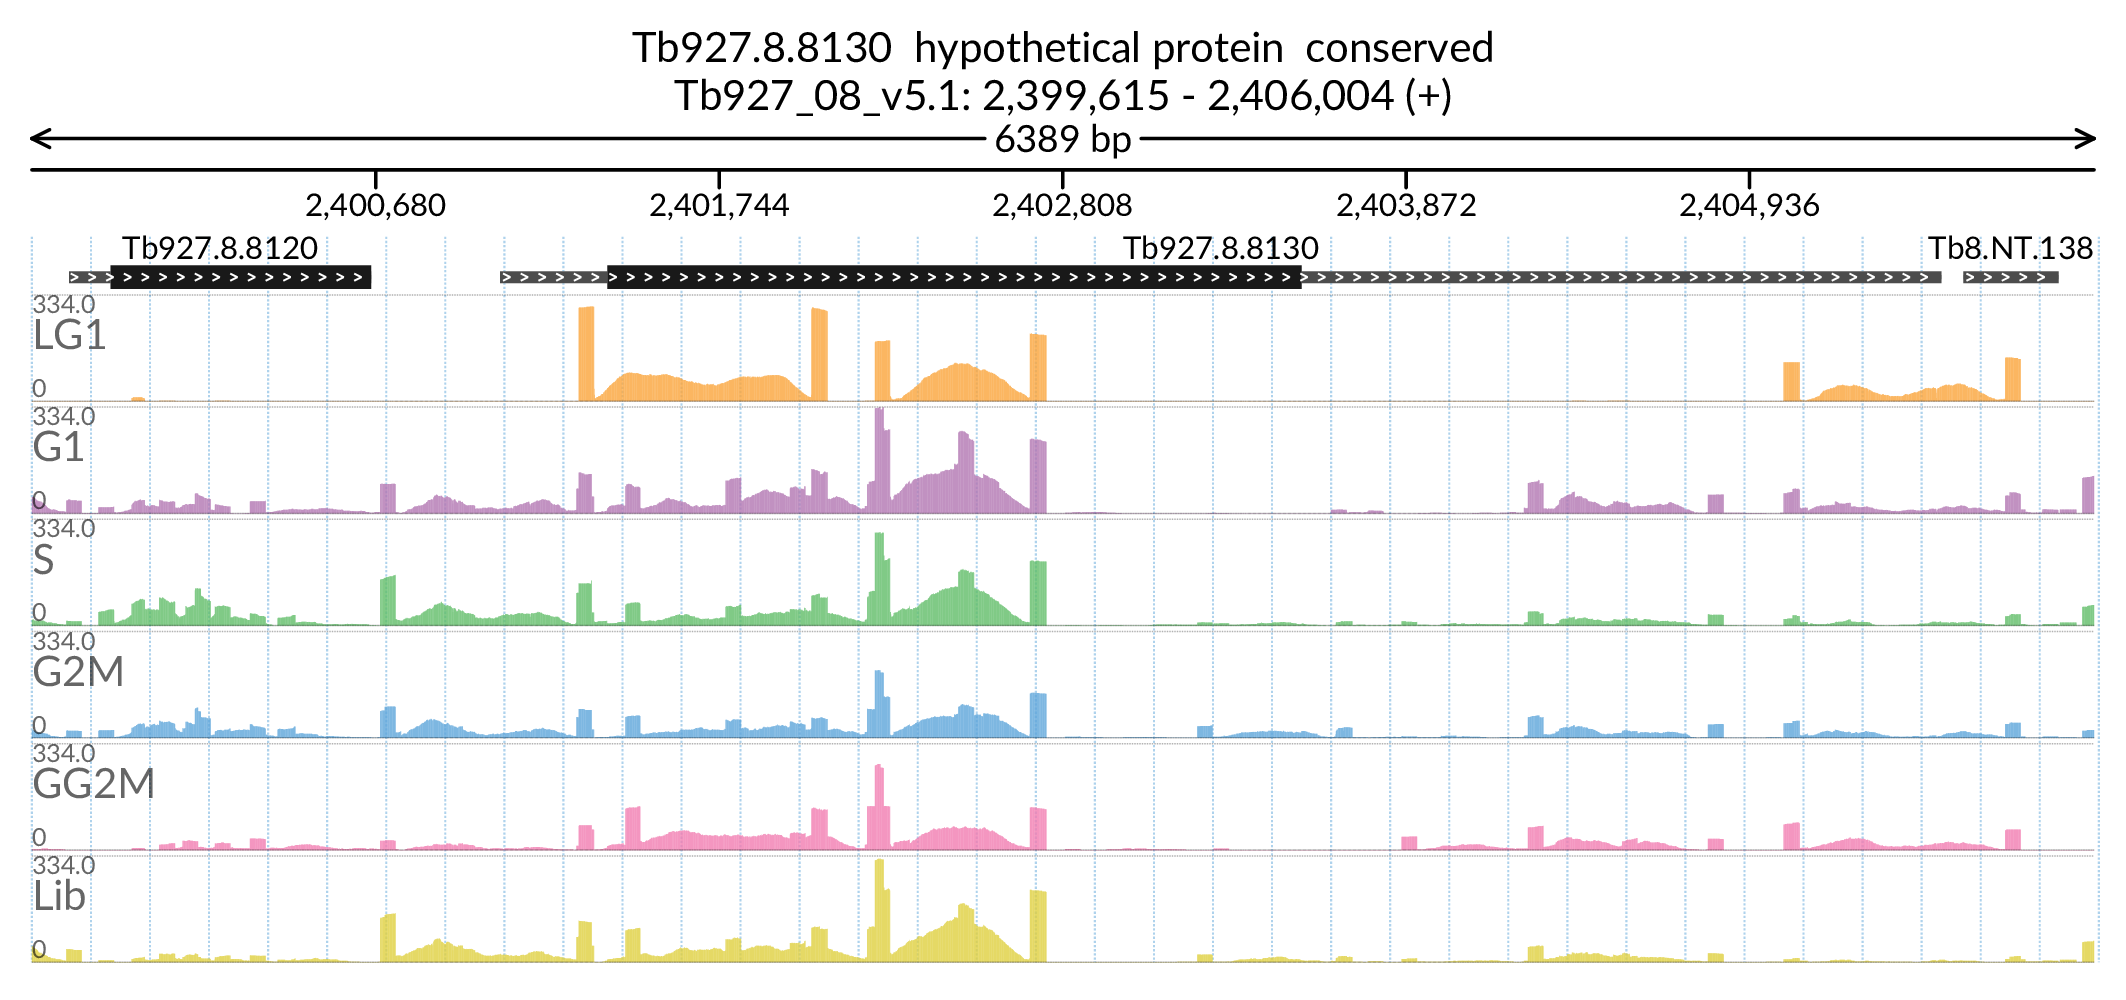 Tb927.8.8130 hypothetical protein conserved
Tb927_08_v5.1: 2,399,615 - 2,406,004 (+)
6389 bp
2,400,680 2,401,744 2,402,808 2,403,872 2,404,936
Tb927.8.8120 Tb927.8.8130 Tb8.NT.138
334.0
LG1
0
334.0
G1
0
334.0
S
0
334.0
G2M
0
334.0
GG2M
0
334.0
Lib
0